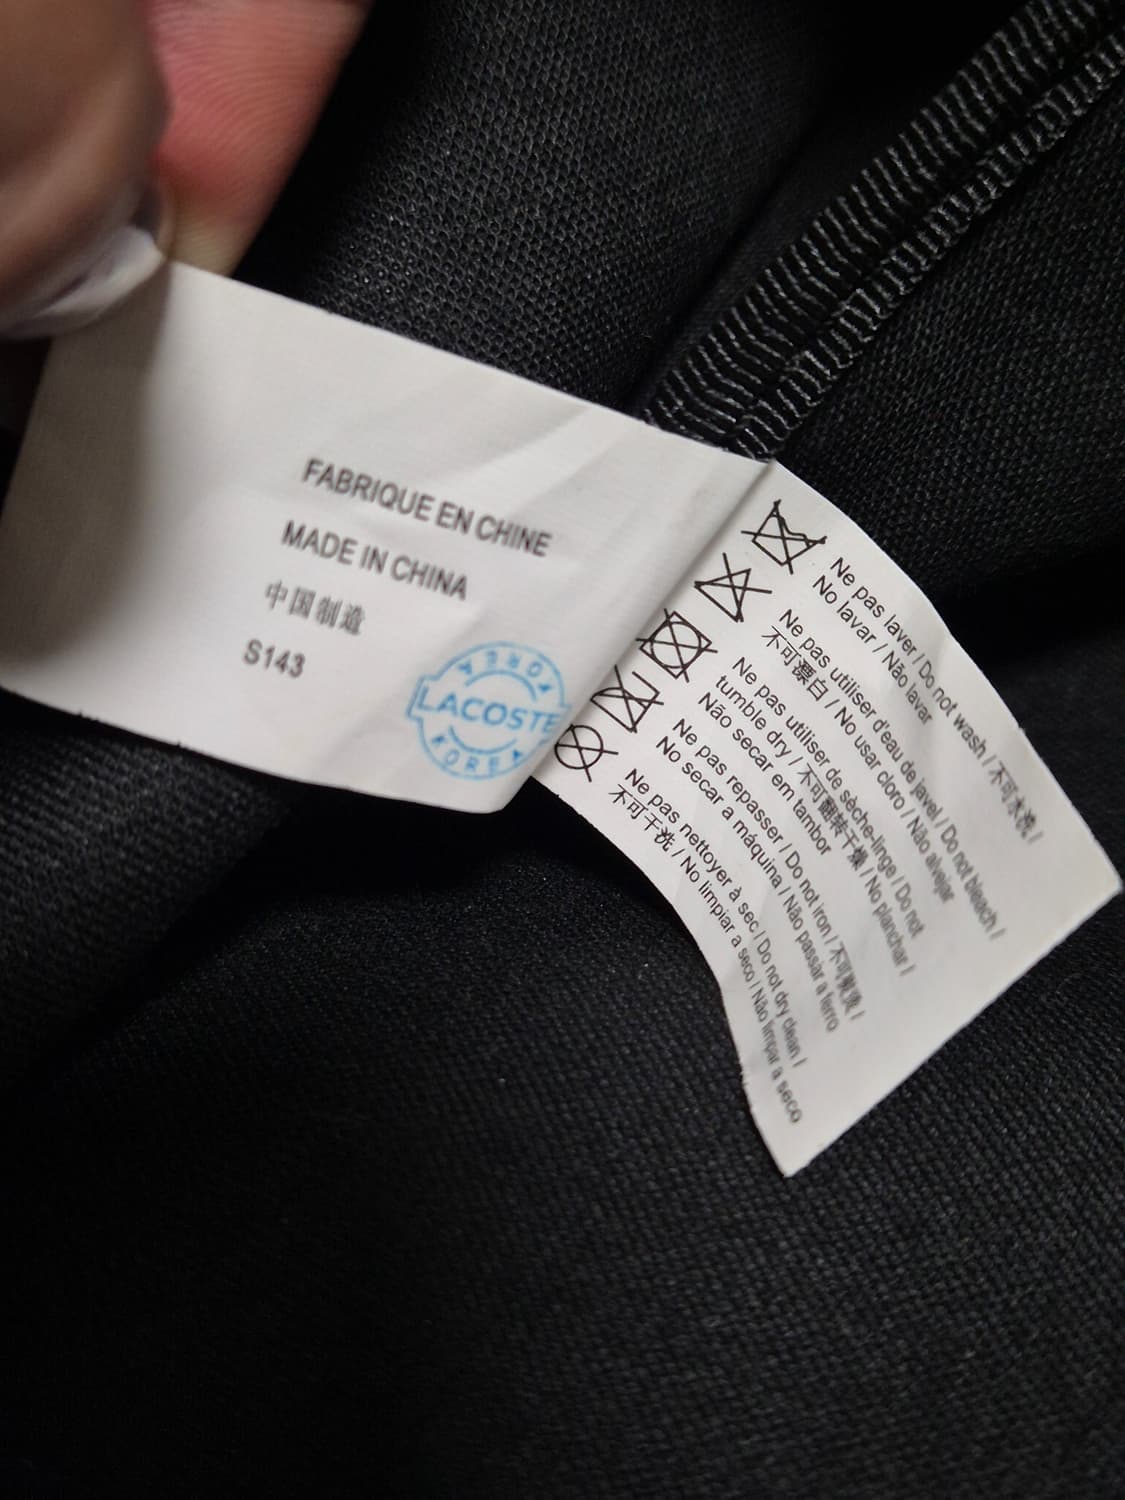 FABRIQUE EN CHINE
MADE IN CHINA
中国制造
S143
KOREA
LACOSTE
KOREA
Ne pas laver / Do not wash / 不可水洗 /
No lavar / Não lavar
Ne pas utiliser d'eau de javel / Do not bleach /
不可漂白 / No usar cloro / Não alvejar
Ne pas utiliser de sèche-linge / Do not
tumble dry / 不可翻转干燥 / No planchar /
Não secar em tambor
Ne pas repasser / Do not iron / 不可熨烫 /
No secar a máquina / Não passar a ferro
Ne pas nettoyer à sec / Do not dry clean /
不可干洗 / No limpiar a seco / Não limpar a seco